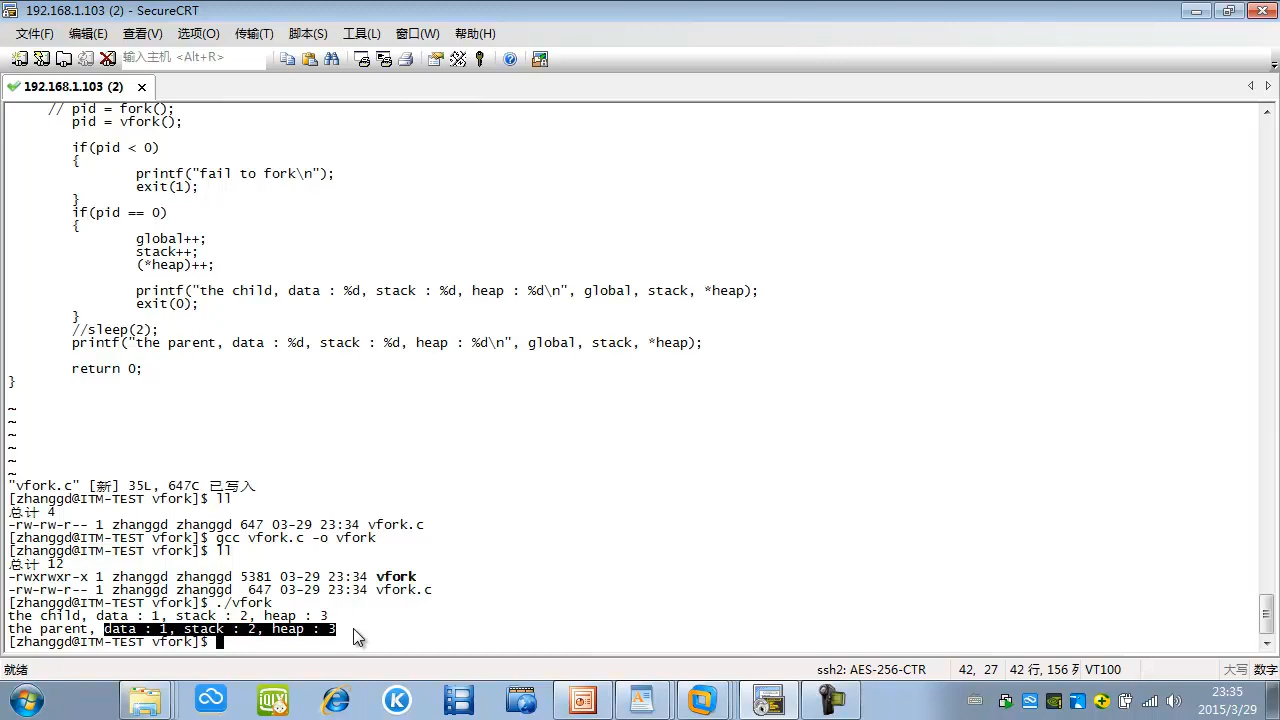 192.168.1.103 (2) - SecureCRT
文件(F) 编辑(E) 查看(V) 选项(O) 传输(T) 脚本(S) 工具(L) 窗口(W) 帮助(H)
输入主机 <Alt+R>
192.168.1.103 (2)
// pid = fork();
pid = vfork();
if(pid < 0)
{
printf("fail to fork\n");
exit(1);
}
if(pid == 0)
{
global++;
stack++;
(*heap)++;
printf("the child, data : %d, stack : %d, heap : %d\n", global, stack, *heap);
exit(0);
}
//sleep(2);
printf("the parent, data : %d, stack : %d, heap : %d\n", global, stack, *heap);
return 0;
}
~
~
~
~
~
~
"vfork.c" [新] 35L, 647C 已写入
[zhanggd@ITM-TEST vfork]$ ll
总计 4
-rw-rw-r-- 1 zhanggd zhanggd 647 03-29 23:34 vfork.c
[zhanggd@ITM-TEST vfork]$ gcc vfork.c -o vfork
[zhanggd@ITM-TEST vfork]$ ll
总计 12
-rwxrwxr-x 1 zhanggd zhanggd 5381 03-29 23:34 vfork
-rw-rw-r-- 1 zhanggd zhanggd 647 03-29 23:34 vfork.c
[zhanggd@ITM-TEST vfork]$ ./vfork
the child, data : 1, stack : 2, heap : 3
the parent, data : 1, stack : 2, heap : 3
[zhanggd@ITM-TEST vfork]$
就绪 ssh2: AES-256-CTR 42, 27 42 行, 156 列 VT100 大写 数字
23:35
2015/3/29